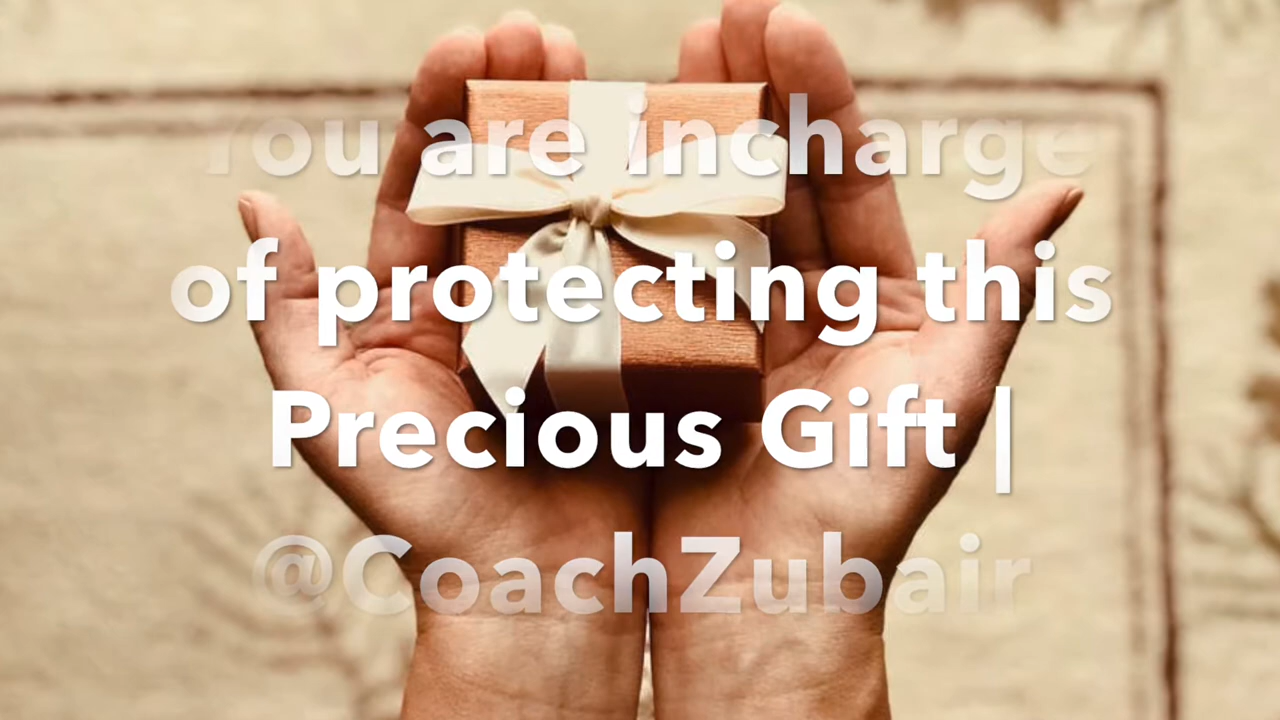 You are incharge
of protecting this
Precious Gift |
@CoachZubair